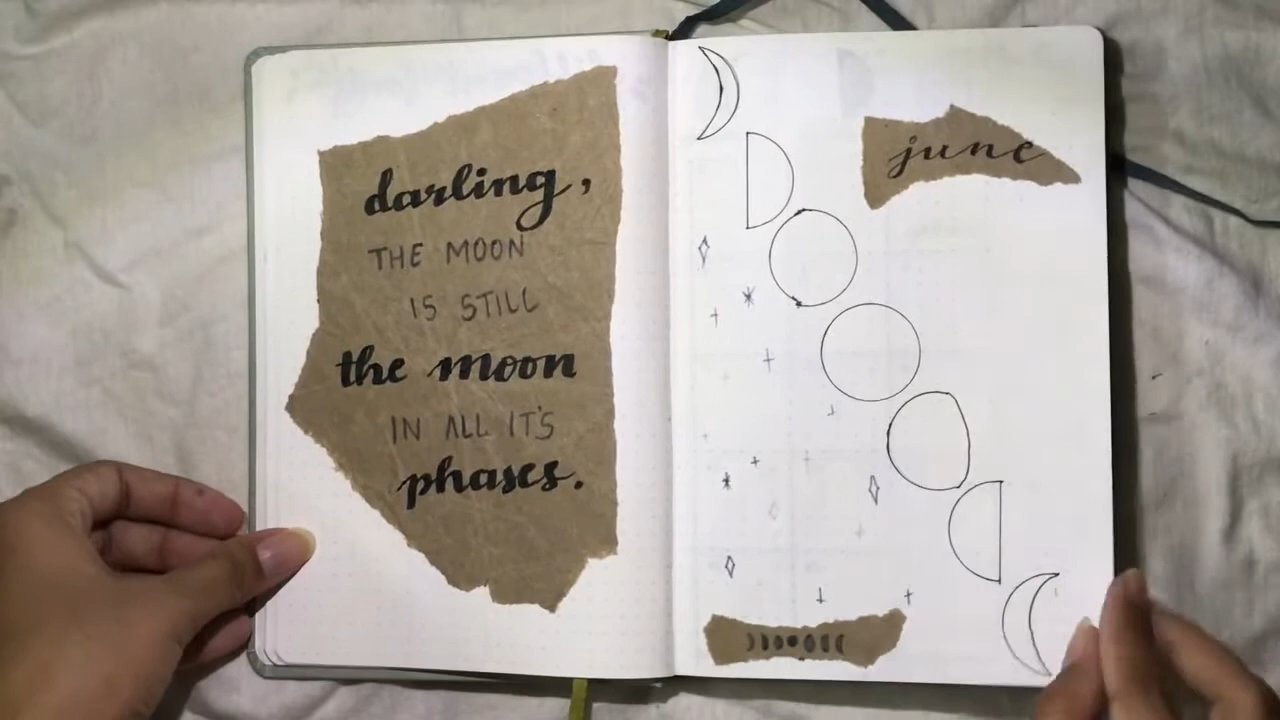 darling,
THE MOON
IS STILL
the moon
IN ALL IT'S
phases.
june